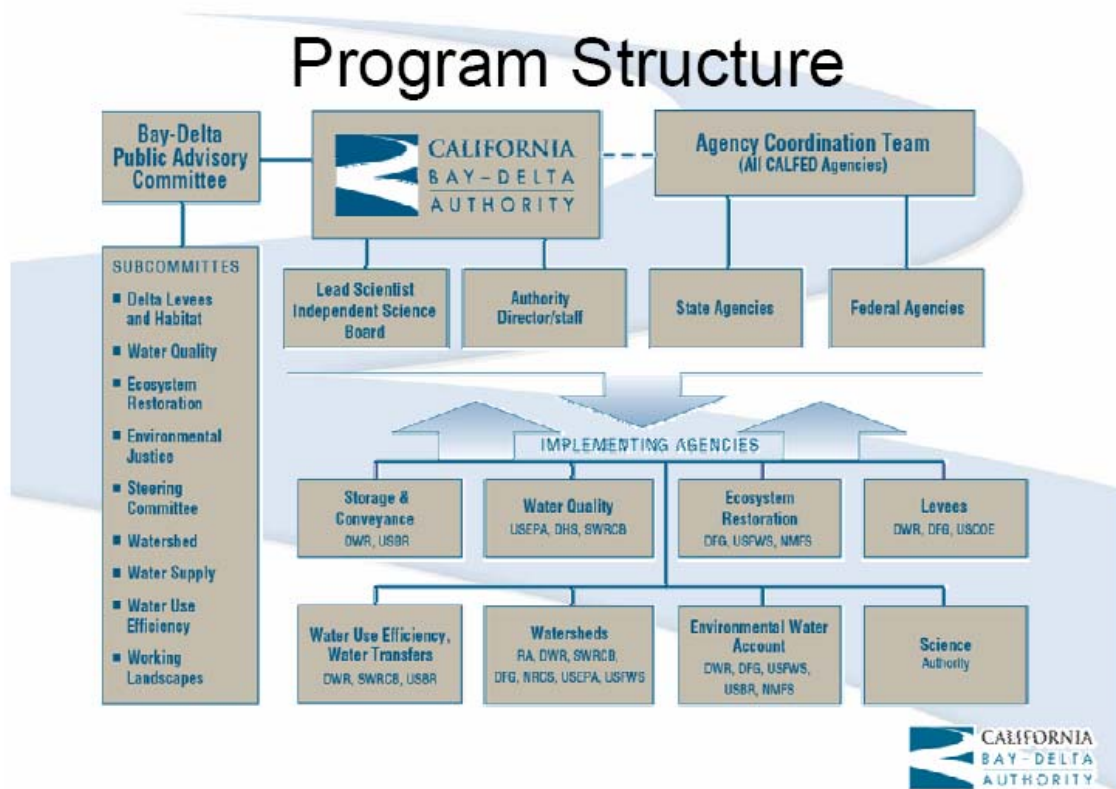 Program Structure
Bay-Delta
Public Advisory
Committee
CALIFORNIA
BAY-DELTA
AUTHORITY
Agency Coordination Team
(All CALFED Agencies)
SUBCOMMITTES
▪ Delta Levees
and Habitat
▪ Water Quality
▪ Ecosystem
Restoration
▪ Environmental
Justice
▪ Steering
Committee
▪ Watershed
▪ Water Supply
▪ Water Use
Efficiency
▪ Working
Landscapes
Lead Scientist
Independent Science
Board
Authority
Director/staff
State Agencies
Federal Agencies
IMPLEMENTING AGENCIES
Storage &
Conveyance
DWR, USBR
Water Quality
USEPA, DHS, SWRCB
Ecosystem
Restoration
DFG, USFWS, NMFS
Levees
DWR, DFG, USCOE
Water Use Efficiency,
Water Transfers
DWR, SWRCB, USBR
Watersheds
RA, DWR, SWRCB,
DFG, NRCS, USEPA, USFWS
Environmental Water
Account
DWR, DFG, USFWS,
USBR, NMFS
Science
Authority
CALIFORNIA
BAY-DELTA
AUTHORITY